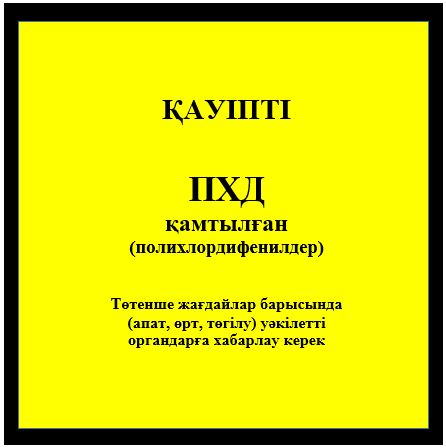 ҚАУІПТІ
ПХД
қамтылған
(полихлордифенилдер)
Төтенше жағдайлар барысында
(апат, өрт, төгілу) уәкілетті
органдарға хабарлау керек